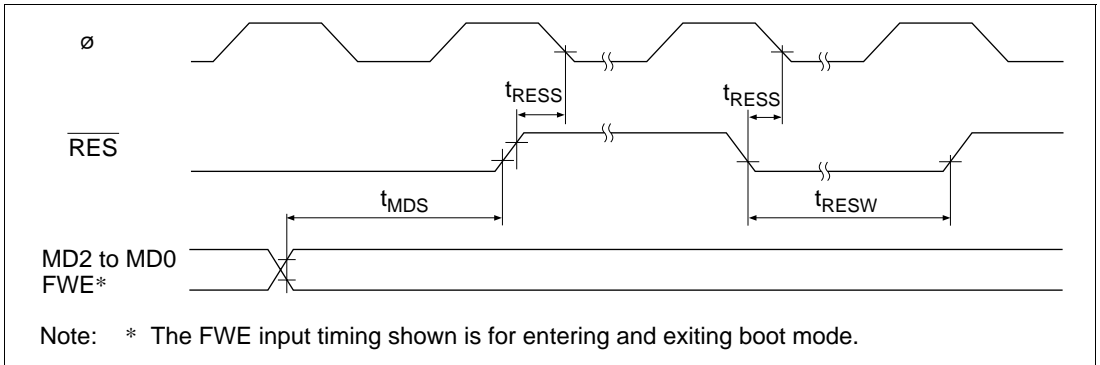 ø
tRESS
tRESS
RES
tMDS
tRESW
MD2 to MD0
FWE*
Note: * The FWE input timing shown is for entering and exiting boot mode.